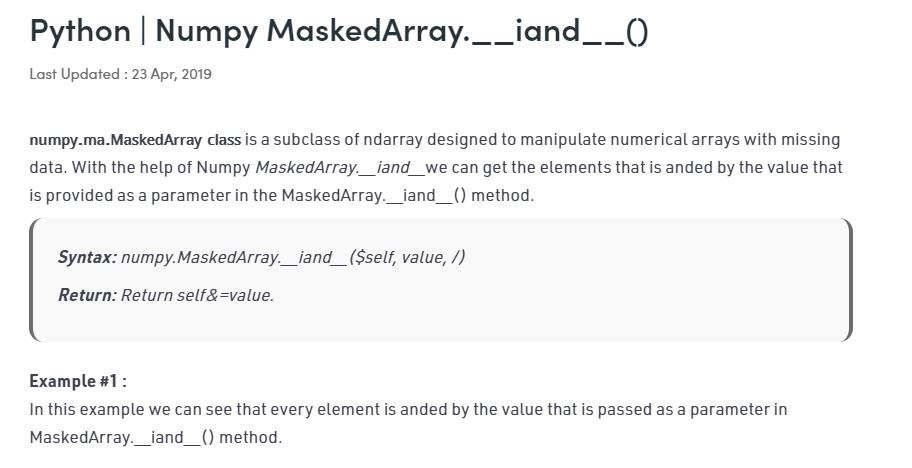 Python | Numpy MaskedArray.__iand__()
Last Updated : 23 Apr, 2019
numpy.ma.MaskedArray class is a subclass of ndarray designed to manipulate numerical arrays with missing
data. With the help of Numpy MaskedArray.__iand__we can get the elements that is anded by the value that
is provided as a parameter in the MaskedArray.__iand__() method.
Syntax: numpy.MaskedArray.__iand__($self, value, /)
Return: Return self&=value.
Example #1 :
In this example we can see that every element is anded by the value that is passed as a parameter in
MaskedArray.__iand__() method.